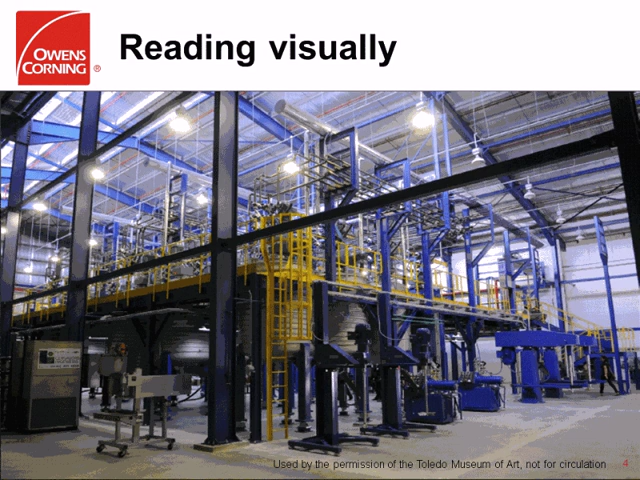 OWENS
CORNING
®
Reading visually
Used by the permission of the Toledo Museum of Art, not for circulation
4